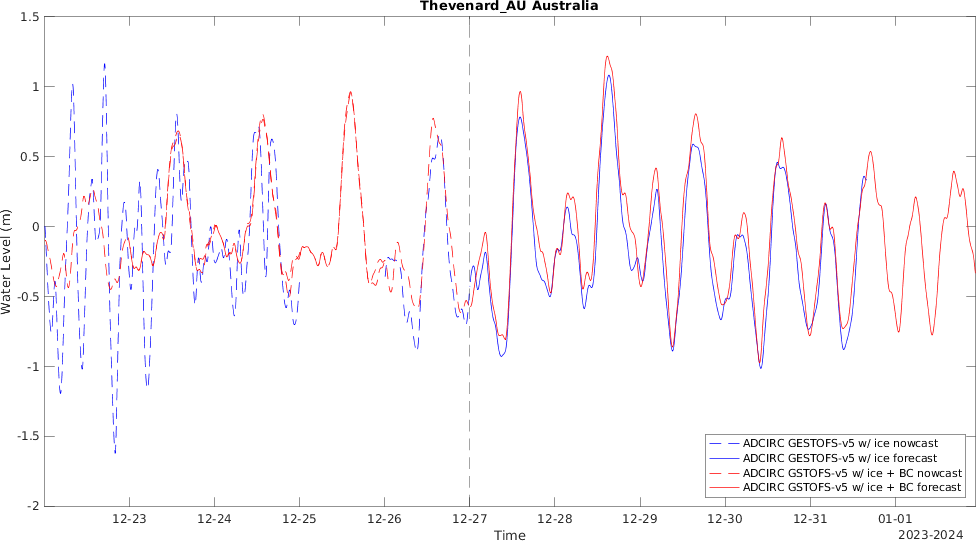 Thevenard_AU Australia
1.5
1
0.5
0
-0.5
-1
-1.5
-2
Water Level (m)
12-23
12-24
12-25
12-26
12-27
12-28
12-29
12-30
12-31
01-01
Time
2023-2024
ADCIRC GESTOFS-v5 w/ ice nowcast
ADCIRC GESTOFS-v5 w/ ice forecast
ADCIRC GSTOFS-v5 w/ ice + BC nowcast
ADCIRC GSTOFS-v5 w/ ice + BC forecast